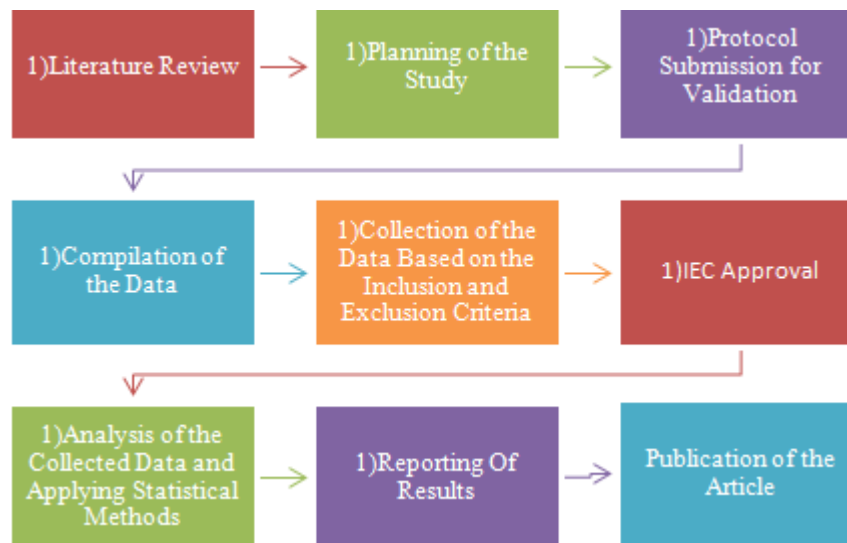 1)Literature Review
1)Planning of the
Study
1)Protocol
Submission for
Validation
1)Compilation of
the Data
1)Collection of the
Data Based on the
Inclusion and
Exclusion Criteria
1)IEC Approval
1)Analysis of the
Collected Data and
Applying Statistical
Methods
1)Reporting Of
Results
Publication of the
Article